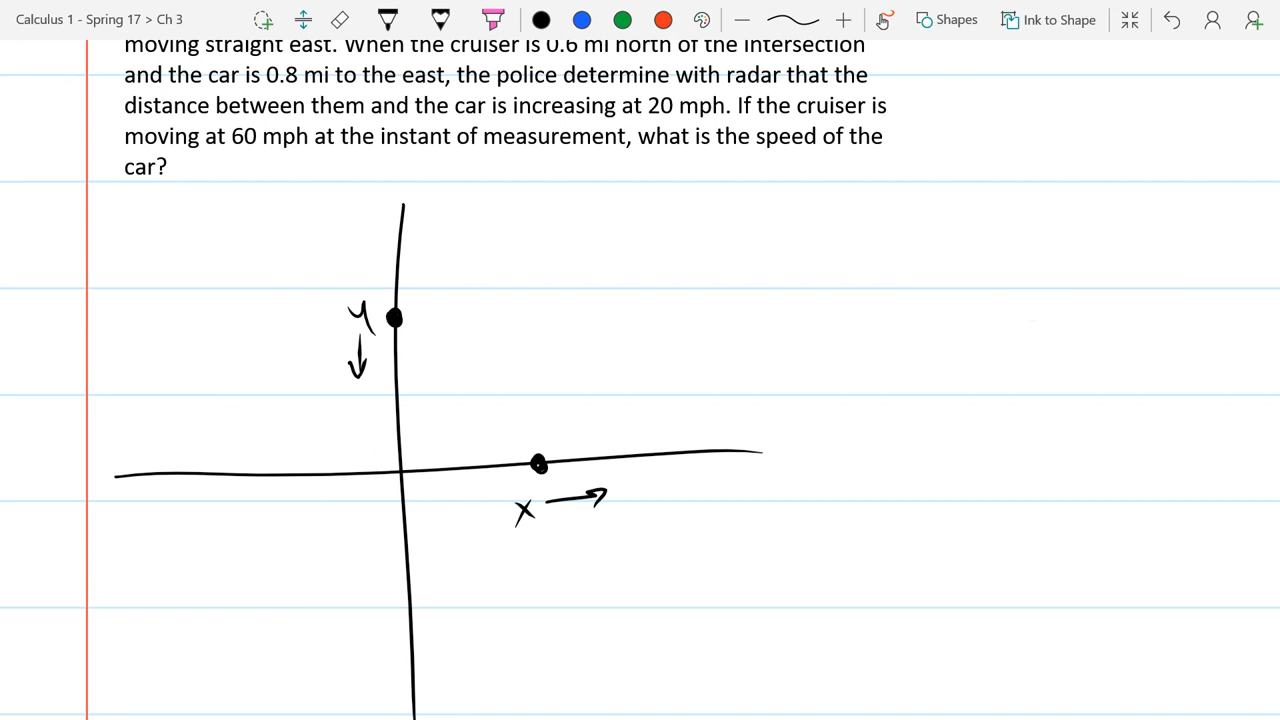 Calculus 1 - Spring 17 > Ch 3
Shapes
Ink to Shape
moving straight east. When the cruiser is 0.6 mi north of the intersection
and the car is 0.8 mi to the east, the police determine with radar that the
distance between them and the car is increasing at 20 mph. If the cruiser is
moving at 60 mph at the instant of measurement, what is the speed of the
car?
y
x